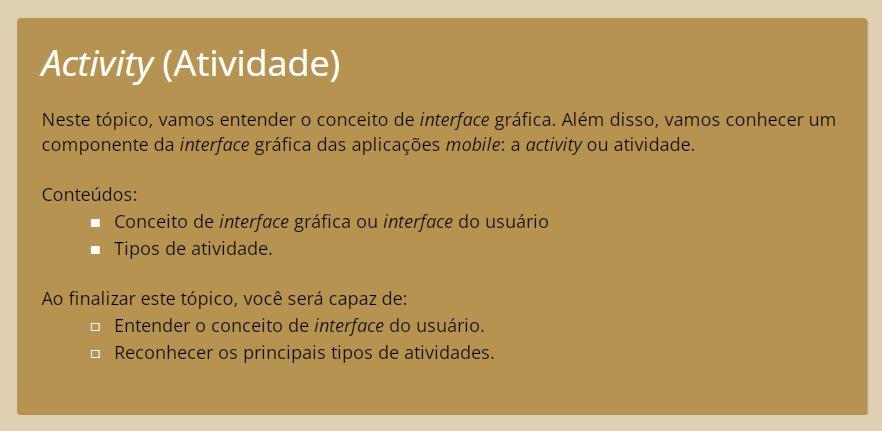 Activity (Atividade)
Neste tópico, vamos entender o conceito de interface gráfica. Além disso, vamos conhecer um
componente da interface gráfica das aplicações mobile: a activity ou atividade.
Conteúdos:
Conceito de interface gráfica ou interface do usuário
Tipos de atividade.
Ao finalizar este tópico, você será capaz de:
Entender o conceito de interface do usuário.
Reconhecer os principais tipos de atividades.